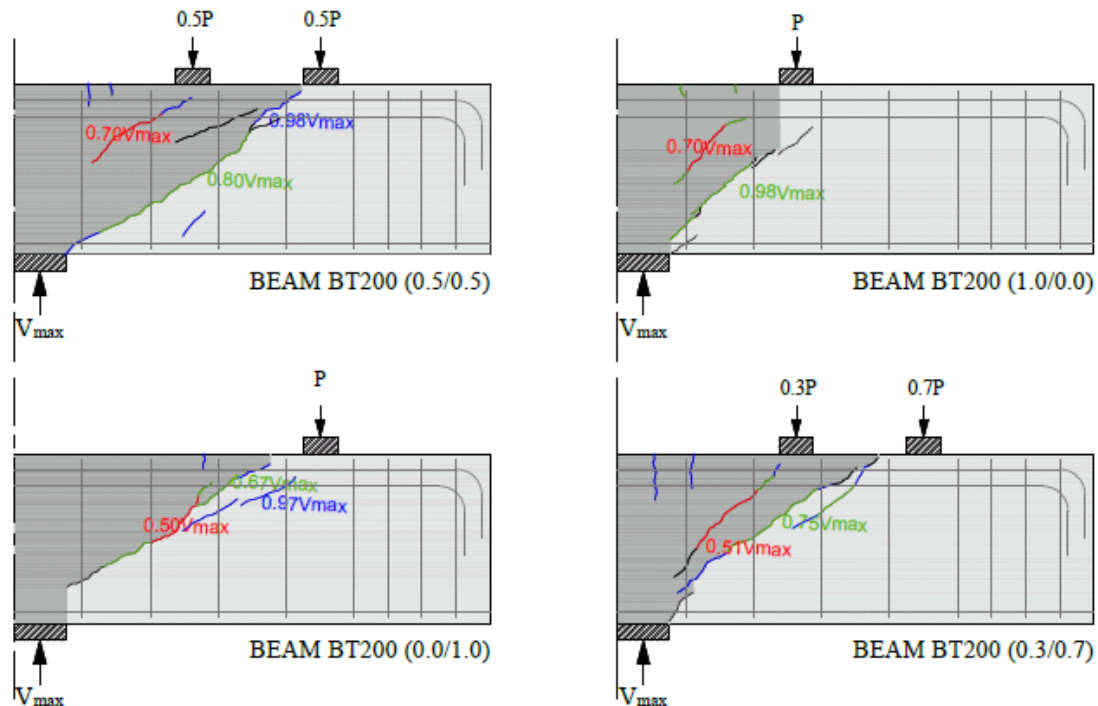 0.5P 0.5P
0.70Vmax
0.98Vmax
0.80Vmax
BEAM BT200 (0.5/0.5)
Vmax
P
0.70Vmax
0.98Vmax
BEAM BT200 (1.0/0.0)
Vmax
P
0.67Vmax
0.97Vmax
0.50Vmax
BEAM BT200 (0.0/1.0)
Vmax
0.3P 0.7P
0.75Vmax
0.51Vmax
BEAM BT200 (0.3/0.7)
Vmax